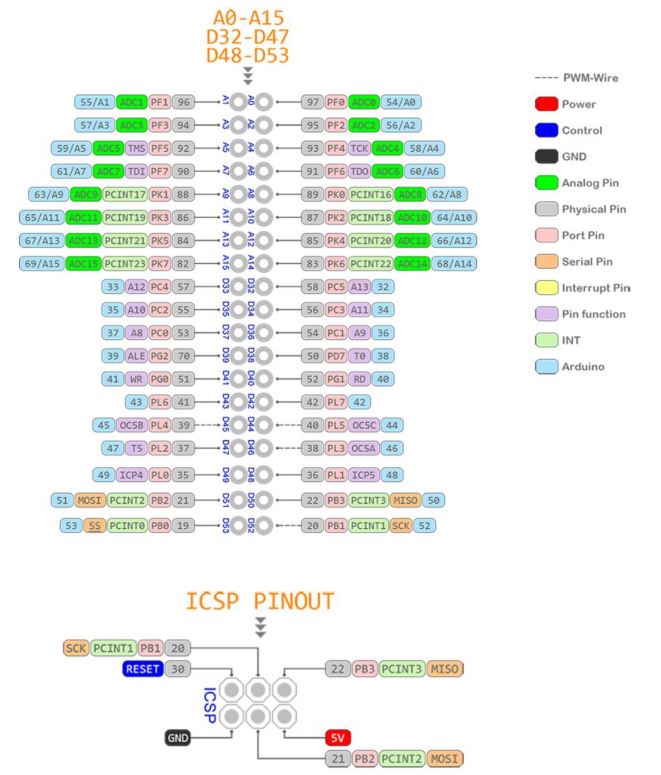 A0-A15
D32-D47
D48-D53
55/A1 ADC1 PF1 96 A1 A0 97 PF0 ADC0 54/A0
57/A3 ADC3 PF3 94 A3 A2 95 PF2 ADC2 56/A2
59/A5 ADC5 TMS PF5 92 A5 A4 93 PF4 TCK ADC4 58/A4
61/A7 ADC7 TDI PF7 90 A7 A6 91 PF6 TDO ADC6 60/A6
63/A9 ADC9 PCINT17 PK1 88 A9 A8 89 PK0 PCINT16 ADC8 62/A8
65/A11 ADC11 PCINT19 PK3 86 A11 A10 87 PK2 PCINT18 ADC10 64/A10
67/A13 ADC13 PCINT21 PK5 84 A13 A12 85 PK4 PCINT20 ADC12 66/A12
69/A15 ADC15 PCINT23 PK7 82 A15 A14 83 PK6 PCINT22 ADC14 68/A14
33 A12 PC4 57 D33 D32 58 PC5 A13 32
35 A10 PC2 55 D35 D34 56 PC3 A11 34
37 A8 PC0 53 D37 D36 54 PC1 A9 36
39 ALE PG2 70 D39 D38 50 PD7 T0 38
41 WR PG0 51 D41 D40 52 PG1 RD 40
43 PL6 41 D43 D42 42 PL7 42
45 OC5B PL4 39 D45 D44 40 PL5 OC5C 44
47 T5 PL2 37 D47 D46 38 PL3 OC5A 46
49 ICP4 PL0 35 D49 D48 36 PL1 ICP5 48
51 MOSI PCINT2 PB2 21 D51 D50 22 PB3 PCINT3 MISO 50
53 SS PCINT0 PB0 19 D53 D52 20 PB1 PCINT1 SCK 52
PWM-Wire
Power
Control
GND
Analog Pin
Physical Pin
Port Pin
Serial Pin
Interrupt Pin
Pin function
INT
Arduino
ICSP PINOUT
SCK PCINT1 PB1 20
RESET 30
22 PB3 PCINT3 MISO
ICSP
GND
5V
21 PB2 PCINT2 MOSI